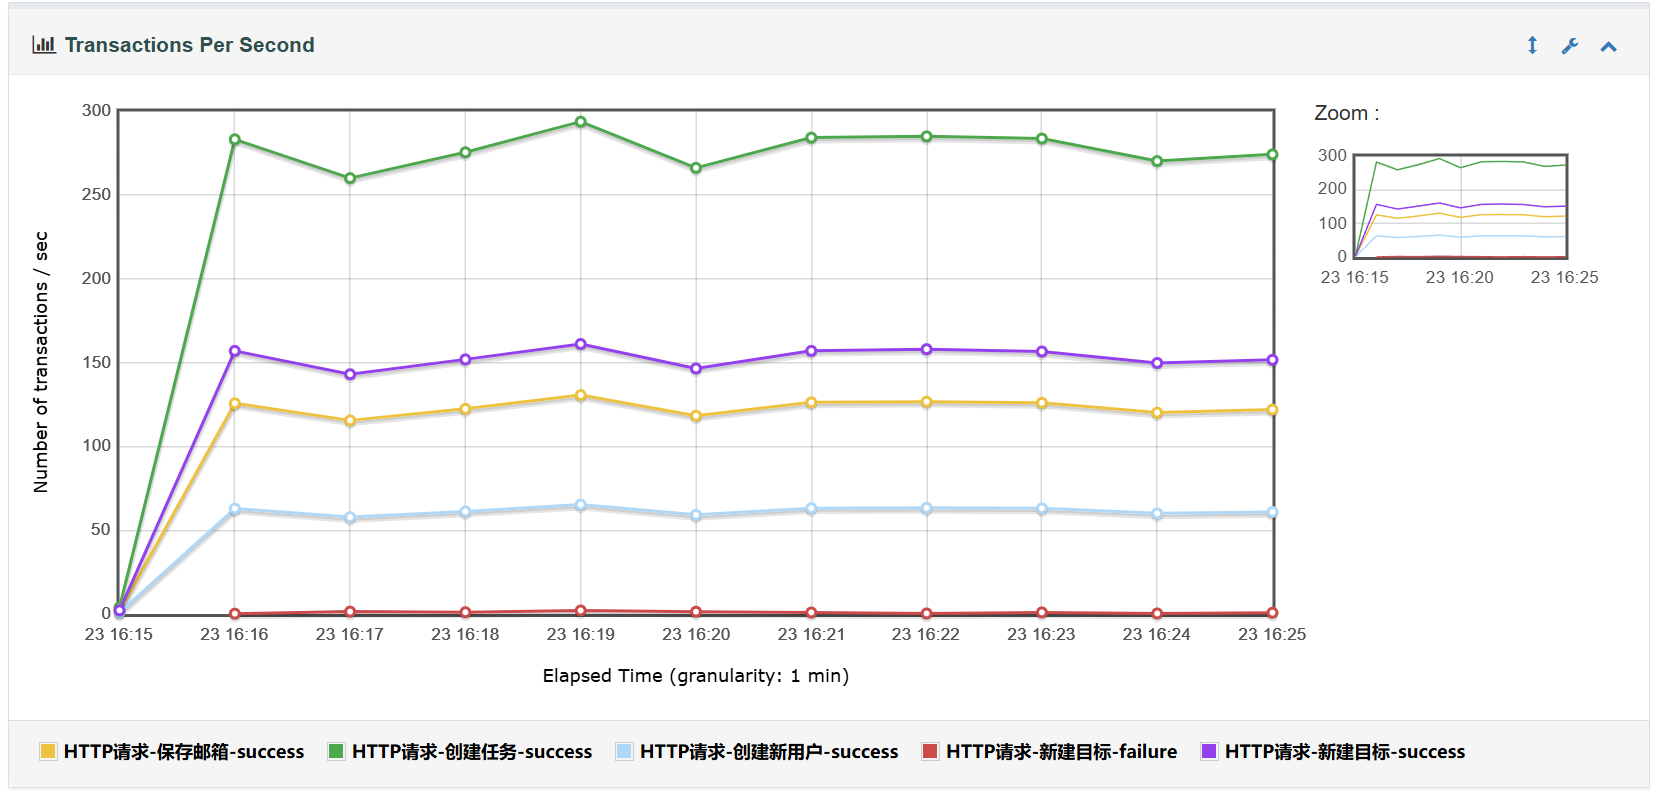 Transactions Per Second
Zoom :
300
250
200
150
100
50
0
Number of transactions / sec
23 16:15 23 16:16 23 16:17 23 16:18 23 16:19 23 16:20 23 16:21 23 16:22 23 16:23 23 16:24 23 16:25
Elapsed Time (granularity: 1 min)
300
200
100
0
23 16:15 23 16:20 23 16:25
HTTP请求-保存邮箱-success HTTP请求-创建任务-success HTTP请求-创建新用户-success HTTP请求-新建目标-failure HTTP请求-新建目标-success